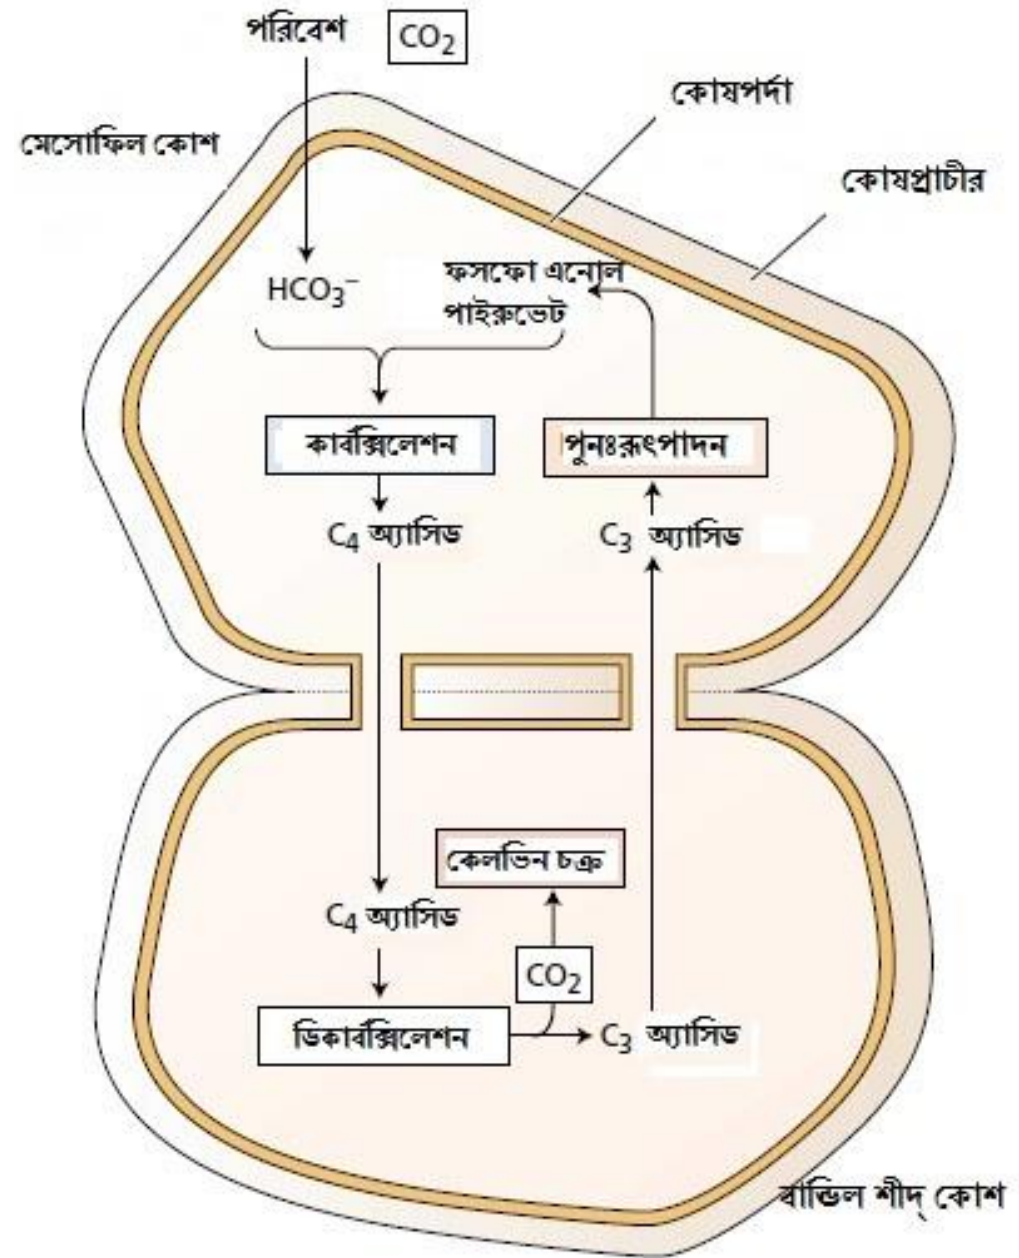 পরিবেশ CO₂
কোষপর্দা
মেসোফিল কোশ
কোষপ্রাচীর
HCO₃⁻
ফসফো এনোল
পাইরুভেট
কার্বক্সিলেশন
পুনঃরূৎপাদন
C₄ অ্যাসিড
C₃ অ্যাসিড
কেলভিন চক্র
C₄ অ্যাসিড
CO₂
ডিকার্বক্সিলেশন
C₃ অ্যাসিড
বান্ডিল শীদ্ কোশ